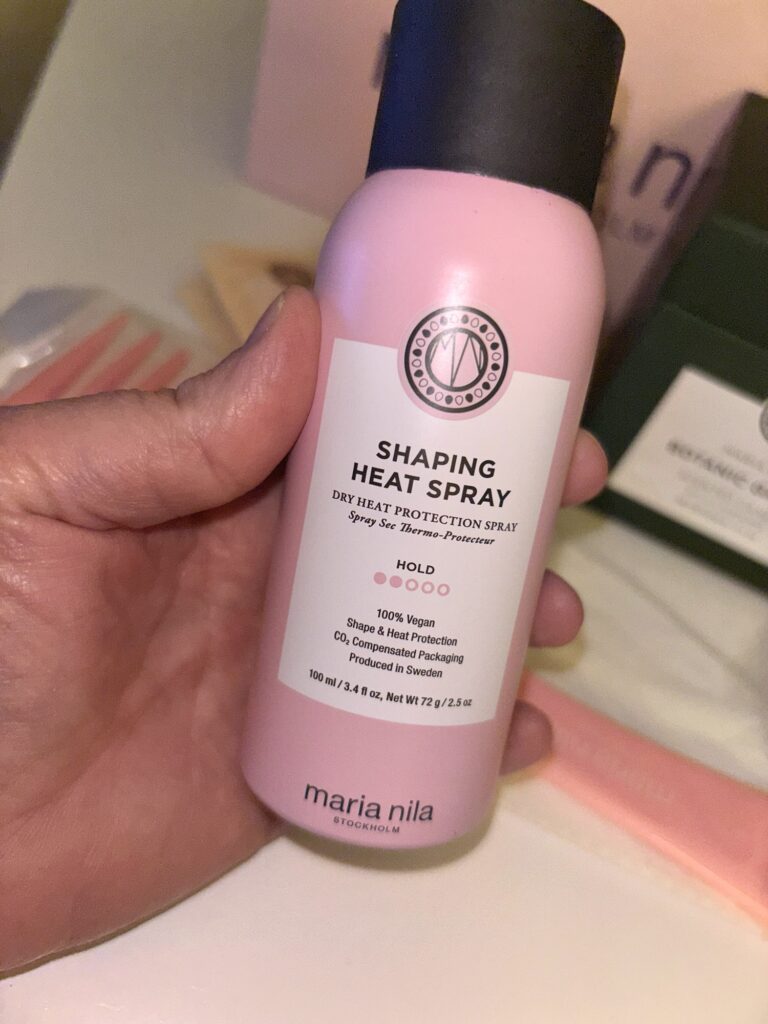 SHAPING
HEAT SPRAY
DRY HEAT PROTECTION SPRAY
Spray Sec Thermo-Protecteur
HOLD
100% Vegan
Shape & Heat Protection
CO₂ Compensated Packaging
Produced in Sweden
100 ml / 3.4 fl oz, Net Wt 72 g / 2.5 oz
maria nila
STOCKHOLM
BOTANIC